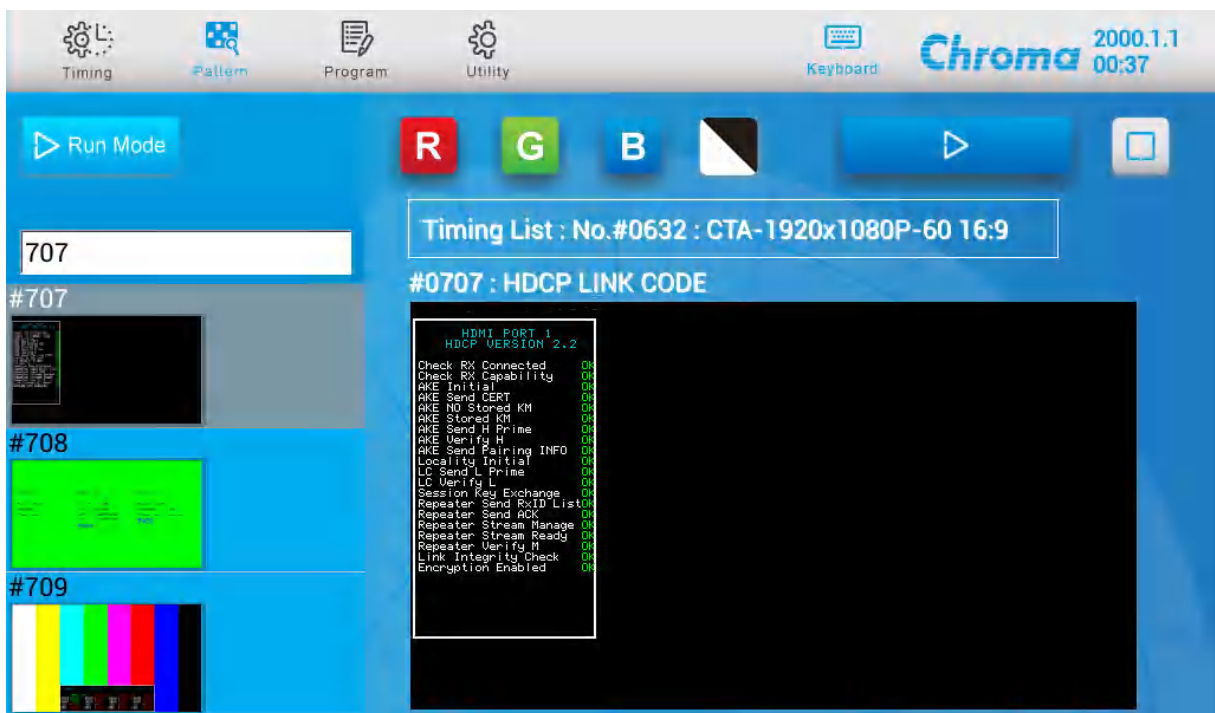 Timing
Pattern
Program
Utility
Keyboard
Chroma
2000.1.1
00:37
Run Mode
R G B
Timing List : No.#0632 : CTA-1920x1080P-60 16:9
707
#0707 : HDCP LINK CODE
#707
HDMI PORT 1
HDCP VERSION 2.2
Check RX Connected OK
Check RX Capability OK
AKE Initial OK
AKE Send CERT OK
AKE NO Stored KM OK
AKE Stored KM OK
AKE Send H Prime OK
AKE Verify H OK
AKE Send Pairing INFO OK
Locality Initial OK
LC Send L Prime OK
LC Verify L OK
Session Key Exchange OK
Repeater Send RxID List OK
Repeater Send ACK OK
Repeater Stream Manage OK
Repeater Stream Ready OK
Repeater Verify M OK
Link Integrity Check OK
Encryption Enabled OK
#708
#709